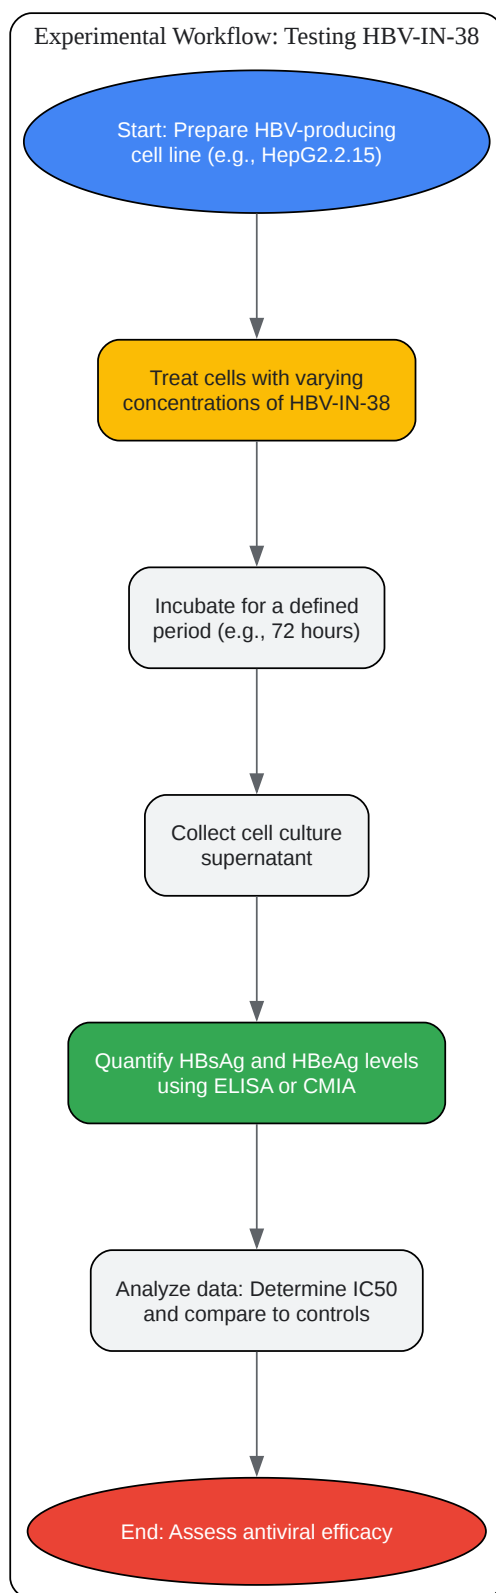 Experimental Workflow: Testing HBV-IN-38
Start: Prepare HBV-producing
cell line (e.g., HepG2.2.15)
Treat cells with varying
concentrations of HBV-IN-38
Incubate for a defined
period (e.g., 72 hours)
Collect cell culture
supernatant
Quantify HBsAg and HBeAg levels
using ELISA or CMIA
Analyze data: Determine IC50
and compare to controls
End: Assess antiviral efficacy